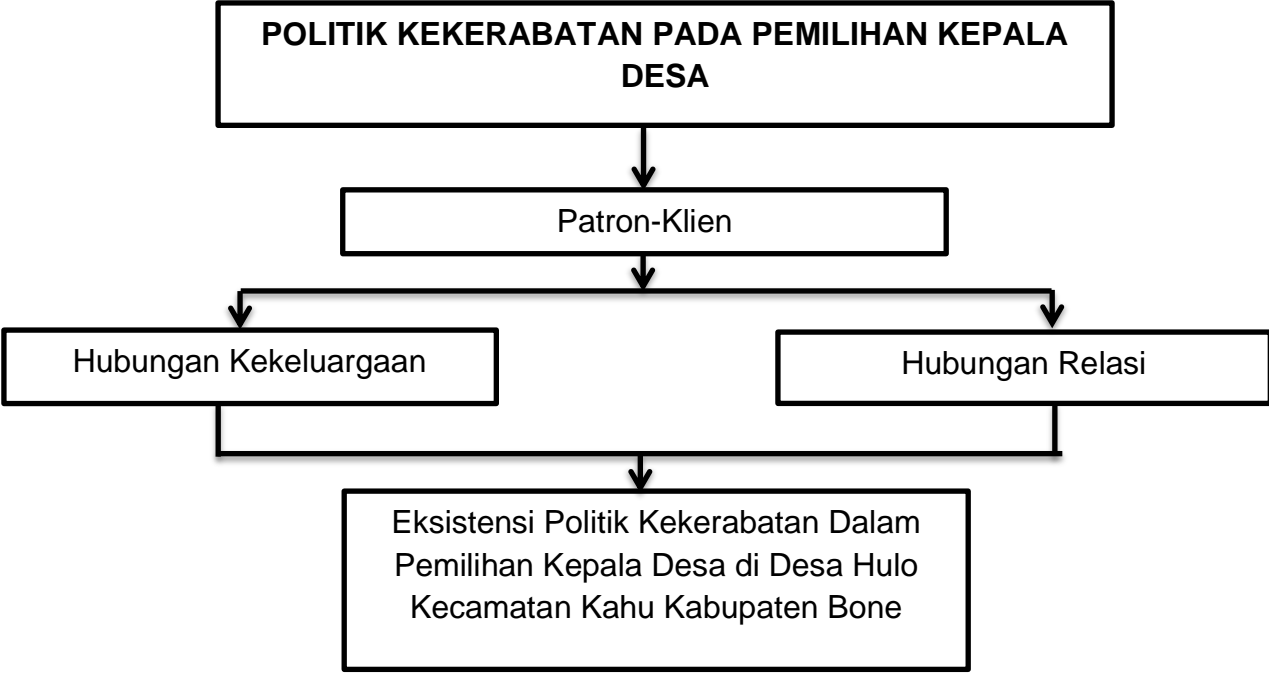 POLITIK KEKERABATAN PADA PEMILIHAN KEPALA
DESA
Patron-Klien
Hubungan Kekeluargaan
Hubungan Relasi
Eksistensi Politik Kekerabatan Dalam
Pemilihan Kepala Desa di Desa Hulo
Kecamatan Kahu Kabupaten Bone